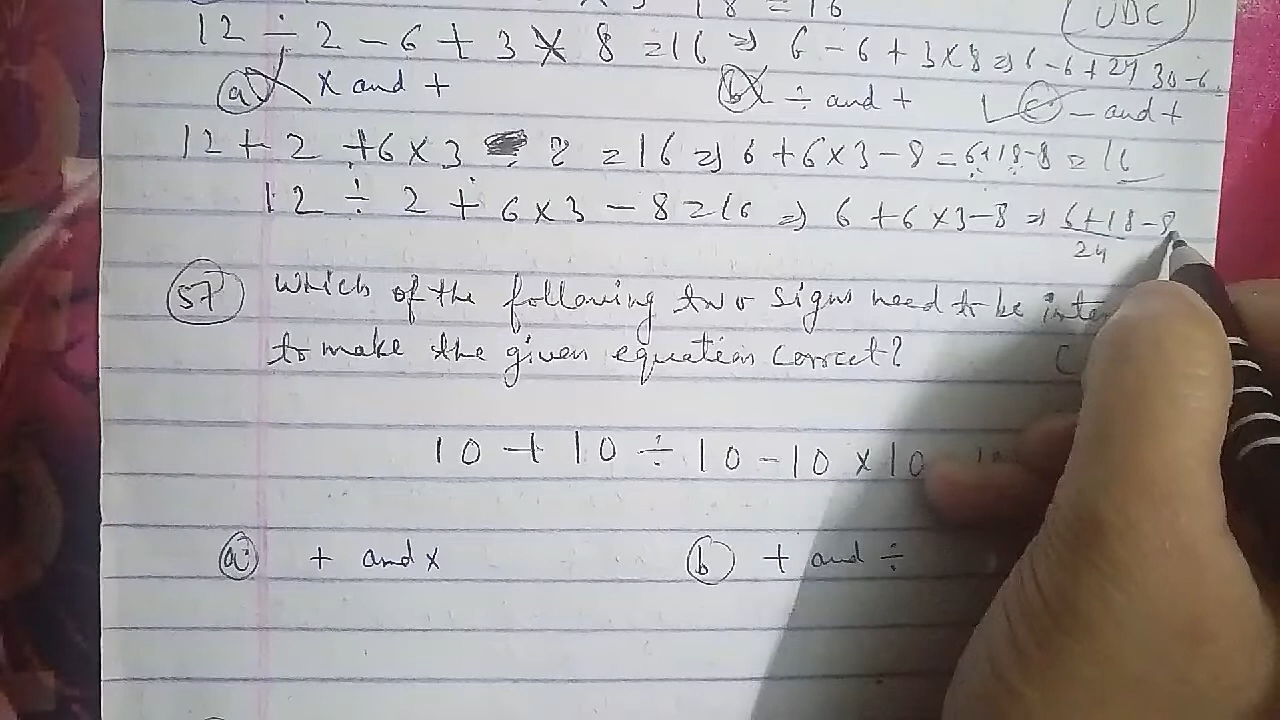 18 = 16
UDC
12 ÷ 2 - 6 + 3 × 8 = 16 ⇒ 6 - 6 + 3 × 8 ⇒ 6 - 6 + 24 30 - 6
(a) × and + (b) ÷ and + (c) - and +
12 ÷ 2 + 6 × 3 - 8 = 16 ⇒ 6 + 6 × 3 - 8 = 6 + 18 - 8 = 16
12 ÷ 2 + 6 × 3 - 8 = 16 ⇒ 6 + 6 × 3 - 8 ⇒ 6 + 18 - 8
24
(57) Which of the following two signs need to be inter
to make the given equation correct?
10 + 10 ÷ 10 - 10 × 10
(a) + and × (b) + and ÷